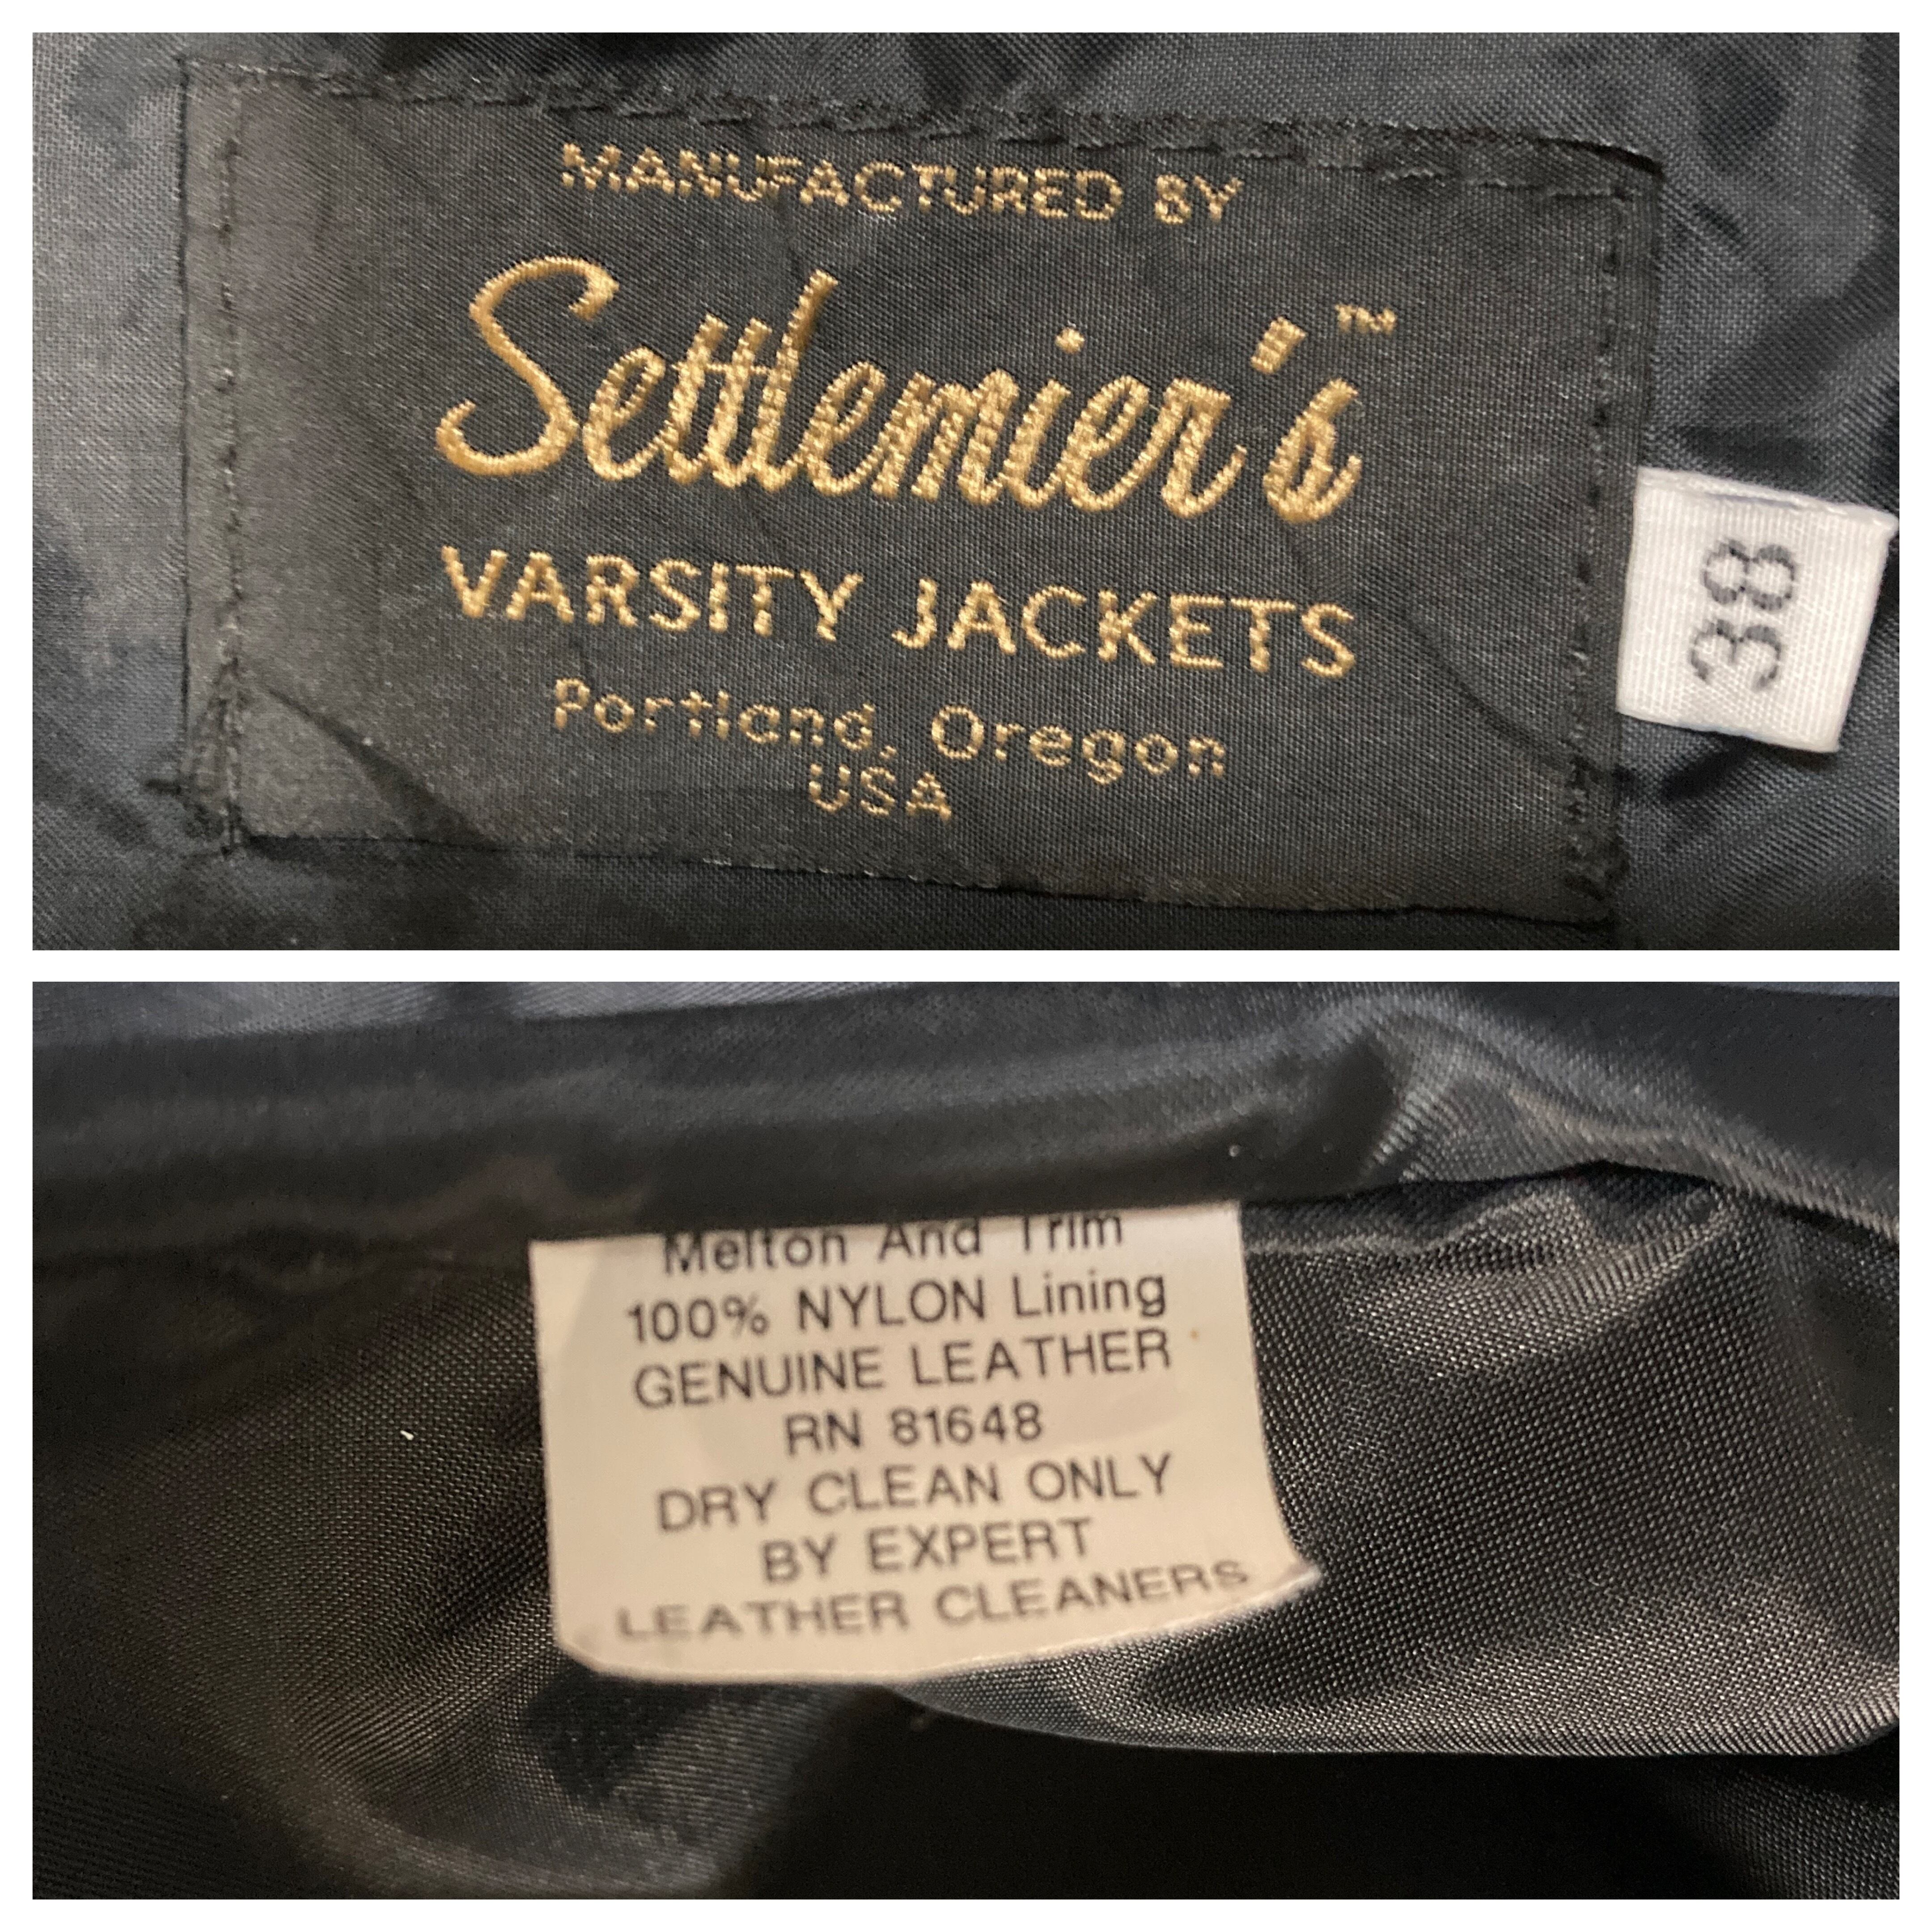 MANUFACTURED BY
Settlemier's™
VARSITY JACKETS
Portland, Oregon
USA
38
Melton And Trim
100% NYLON Lining
GENUINE LEATHER
RN 81648
DRY CLEAN ONLY
BY EXPERT
LEATHER CLEANERS